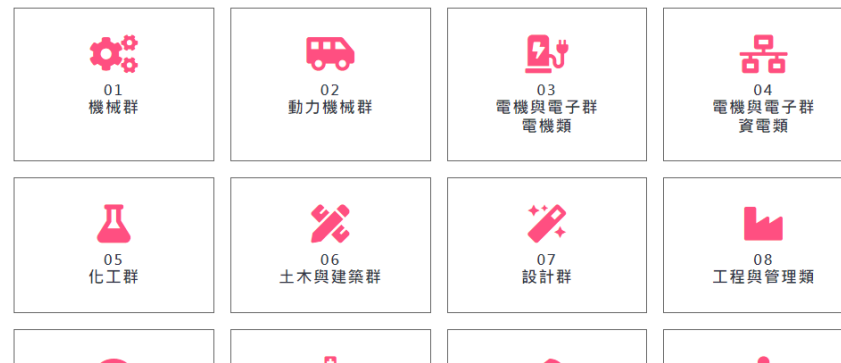 01
機械群
02
動力機械群
03
電機與電子群
電機類
04
電機與電子群
資電類
05
化工群
06
土木與建築群
07
設計群
08
工程與管理類